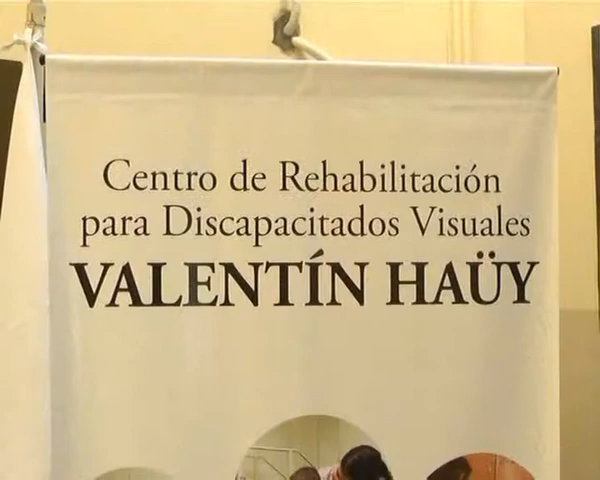 Centro de Rehabilitación
para Discapacitados Visuales
VALENTÍN HAÜY